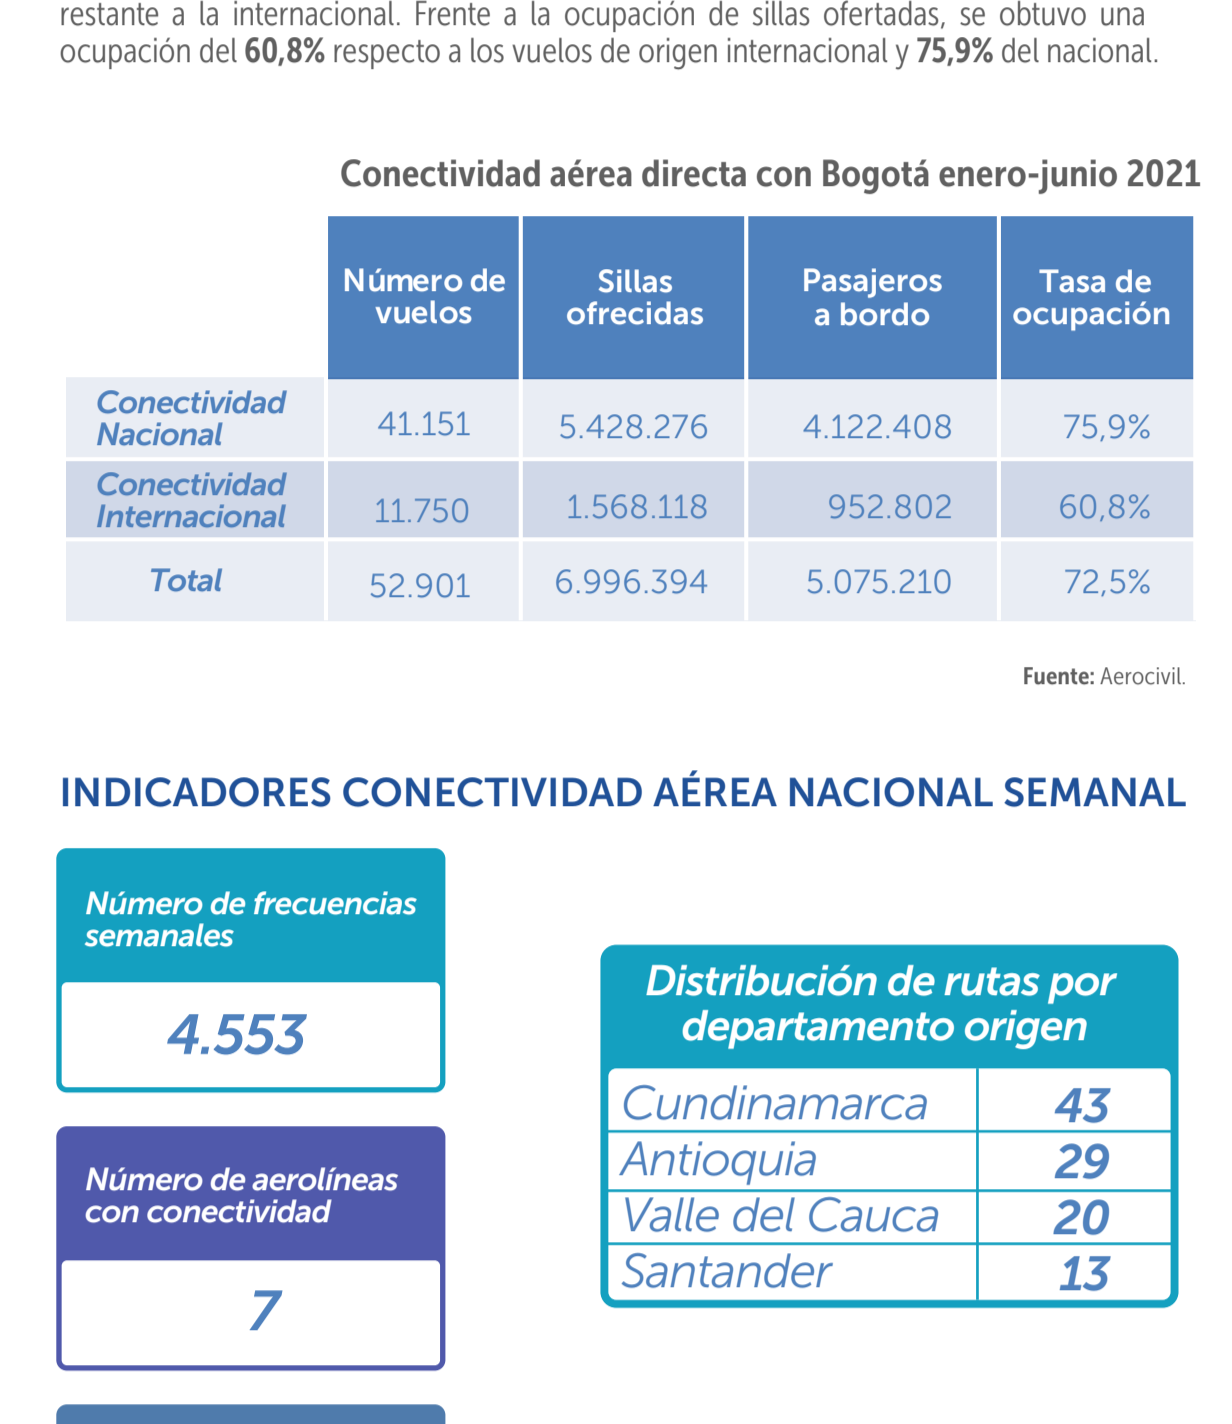 restante a la internacional. Frente a la ocupación de sillas ofertadas, se obtuvo una
ocupación del 60,8% respecto a los vuelos de origen internacional y 75,9% del nacional.
Conectividad aérea directa con Bogotá enero-junio 2021
Número de
vuelos
Sillas
ofrecidas
Pasajeros
a bordo
Tasa de
ocupación
Conectividad
Nacional
41.151
5.428.276
4.122.408
75,9%
Conectividad
Internacional
11.750
1.568.118
952.802
60,8%
Total
52.901
6.996.394
5.075.210
72,5%
Fuente: Aerocivil.
INDICADORES CONECTIVIDAD AÉREA NACIONAL SEMANAL
Número de frecuencias
semanales
4.553
Número de aerolíneas
con conectividad
7
Distribución de rutas por
departamento origen
Cundinamarca 43
Antioquia 29
Valle del Cauca 20
Santander 13